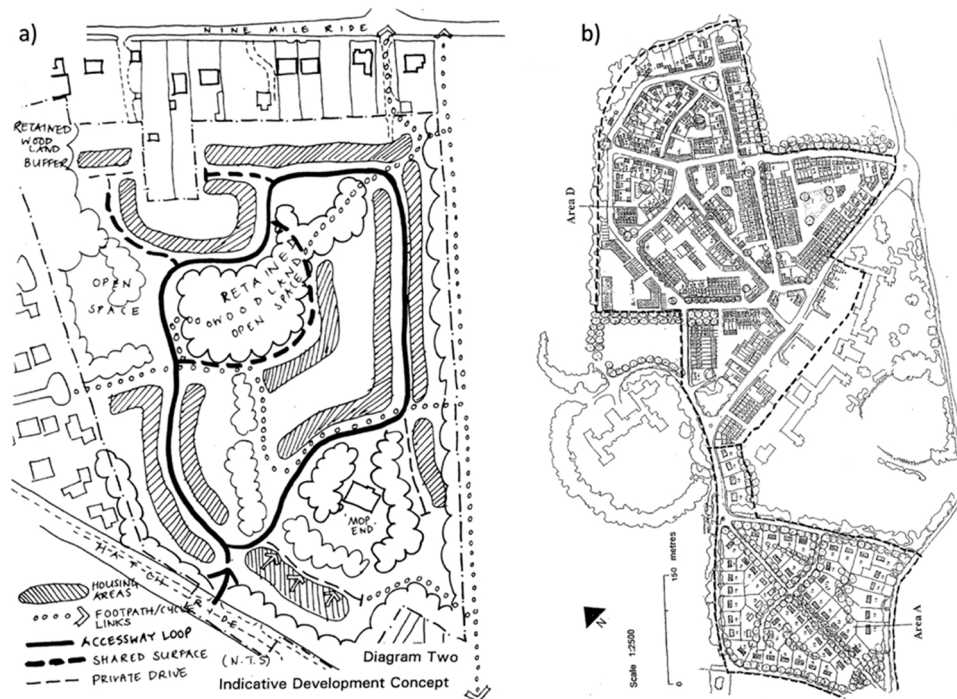 a)
NINE MILE RIDE
RETAINED
WOOD
LAND
BUFFER
OPEN
SPACE
RETAINED
WOODLAND
OPEN SPACE
'MOP
END'
HATCH RIDE
HOUSING
AREAS
FOOTPATH/CYCLE
LINKS
ACCESSWAY LOOP
SHARED SURFACE
PRIVATE DRIVE
(N.T.S)
Diagram Two
Indicative Development Concept
b)
Area D
Area A
150 metres
0
Scale 1:2500
N